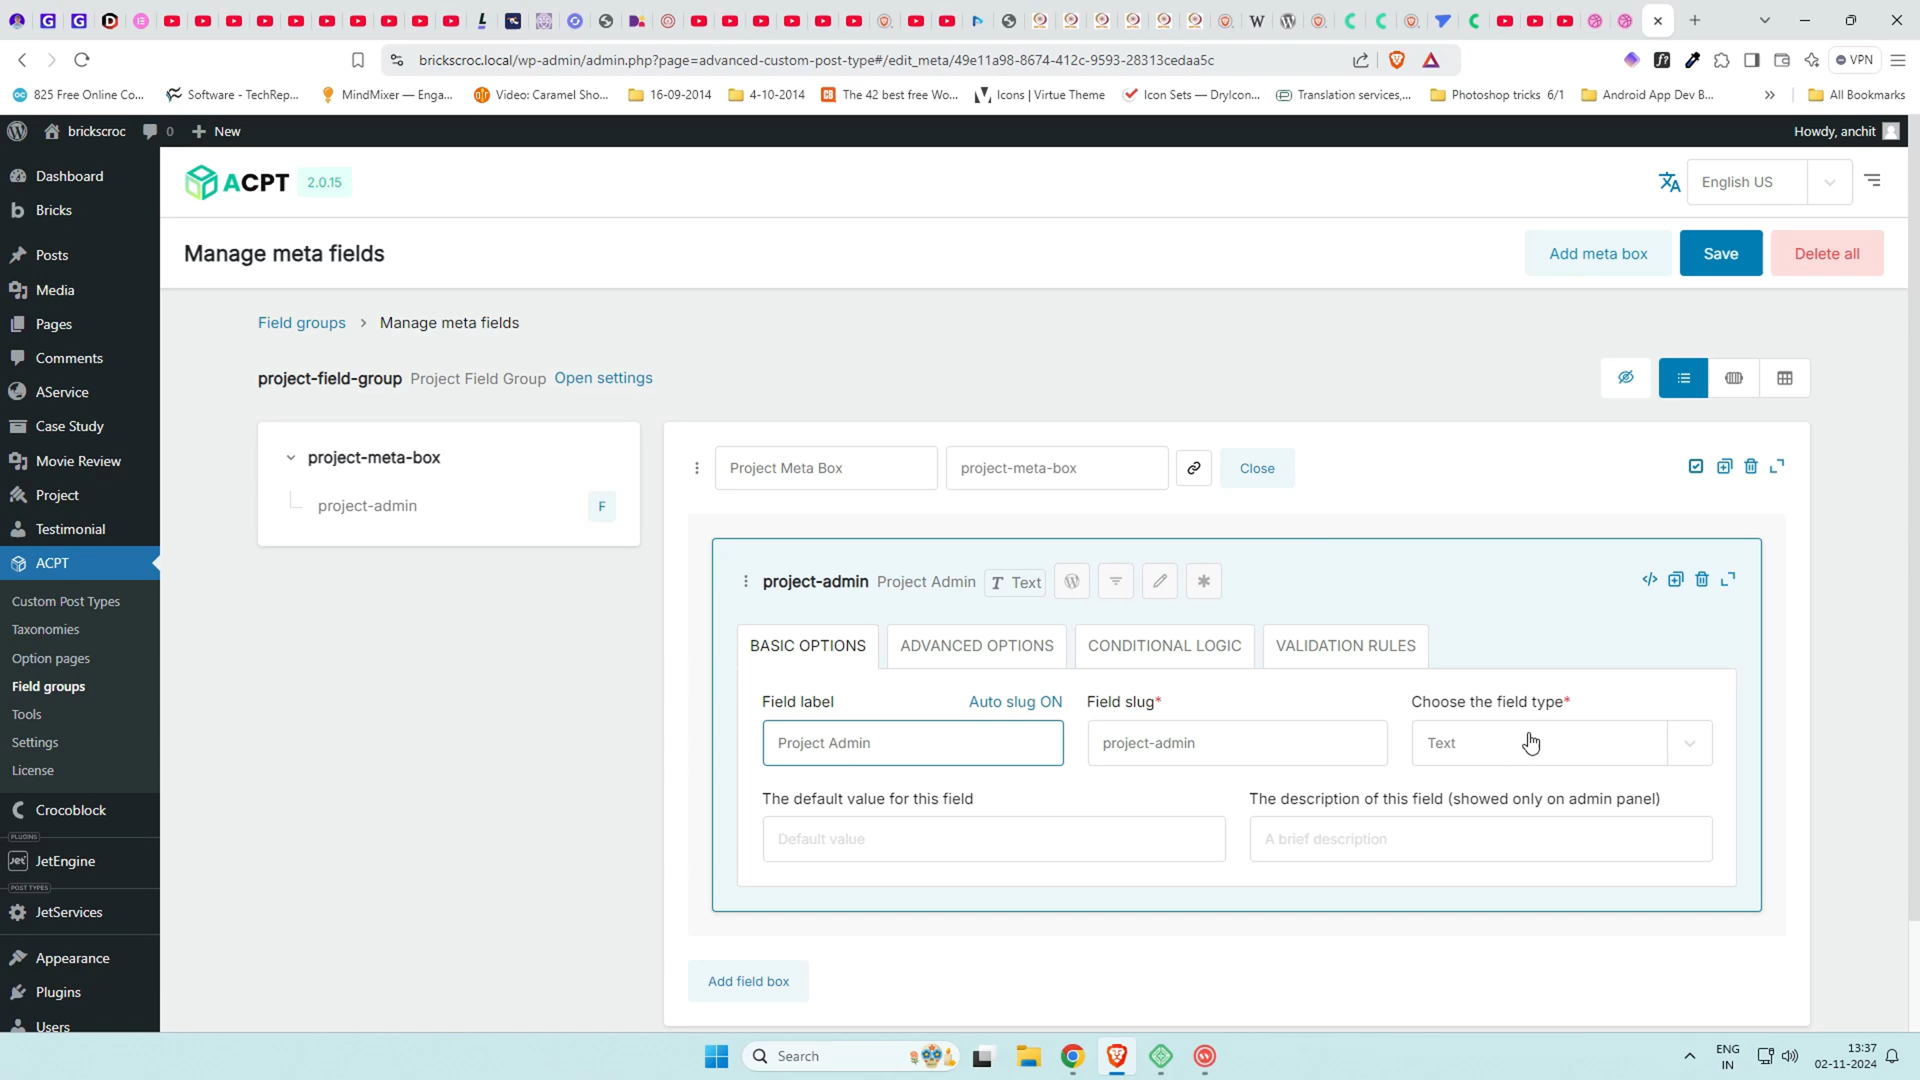 brickscroc.local/wp-admin/admin.php?page=advanced-custom-post-type#/edit_meta/49e11a98-8674-412c-9593-28313cedaa5c
VPN
825 Free Online Co...
Software - TechRep...
MindMixer — Enga...
Video: Caramel Sho...
16-09-2014
4-10-2014
The 42 best free Wo...
Icons | Virtue Theme
Icon Sets — DryIcon...
Translation services,...
Photoshop tricks 6/1
Android App Dev B...
All Bookmarks
brickscroc
0
New
Howdy, anchit
Dashboard
Bricks
Posts
Media
Pages
Comments
AService
Case Study
Movie Review
Project
Testimonial
ACPT
Custom Post Types
Taxonomies
Option pages
Field groups
Tools
Settings
License
Crocoblock
PLUGINS
JetEngine
POST TYPES
JetServices
Appearance
Plugins
Users
ACPT 2.0.15
English US
Manage meta fields
Add meta box
Save
Delete all
Field groups > Manage meta fields
project-field-group Project Field Group Open settings
project-meta-box
project-admin F
Project Meta Box
project-meta-box
Close
project-admin Project Admin T Text
BASIC OPTIONS
ADVANCED OPTIONS
CONDITIONAL LOGIC
VALIDATION RULES
Field label
Auto slug ON
Field slug*
Choose the field type*
Project Admin
project-admin
Text
The default value for this field
The description of this field (showed only on admin panel)
Default value
A brief description
Add field box
Search
ENG
IN
13:37
02-11-2024